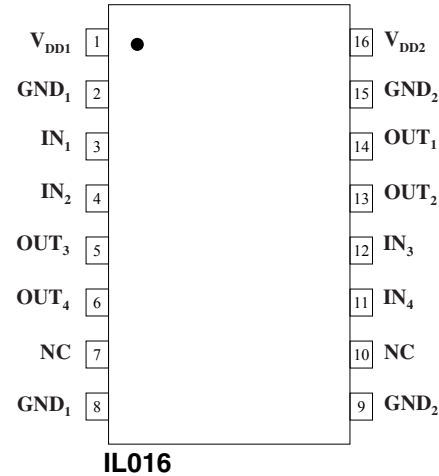 V_DD1 1 16 V_DD2
GND_1 2 15 GND_2
IN_1 3 14 OUT_1
IN_2 4 13 OUT_2
OUT_3 5 12 IN_3
OUT_4 6 11 IN_4
NC 7 10 NC
GND_1 8 9 GND_2
IL016